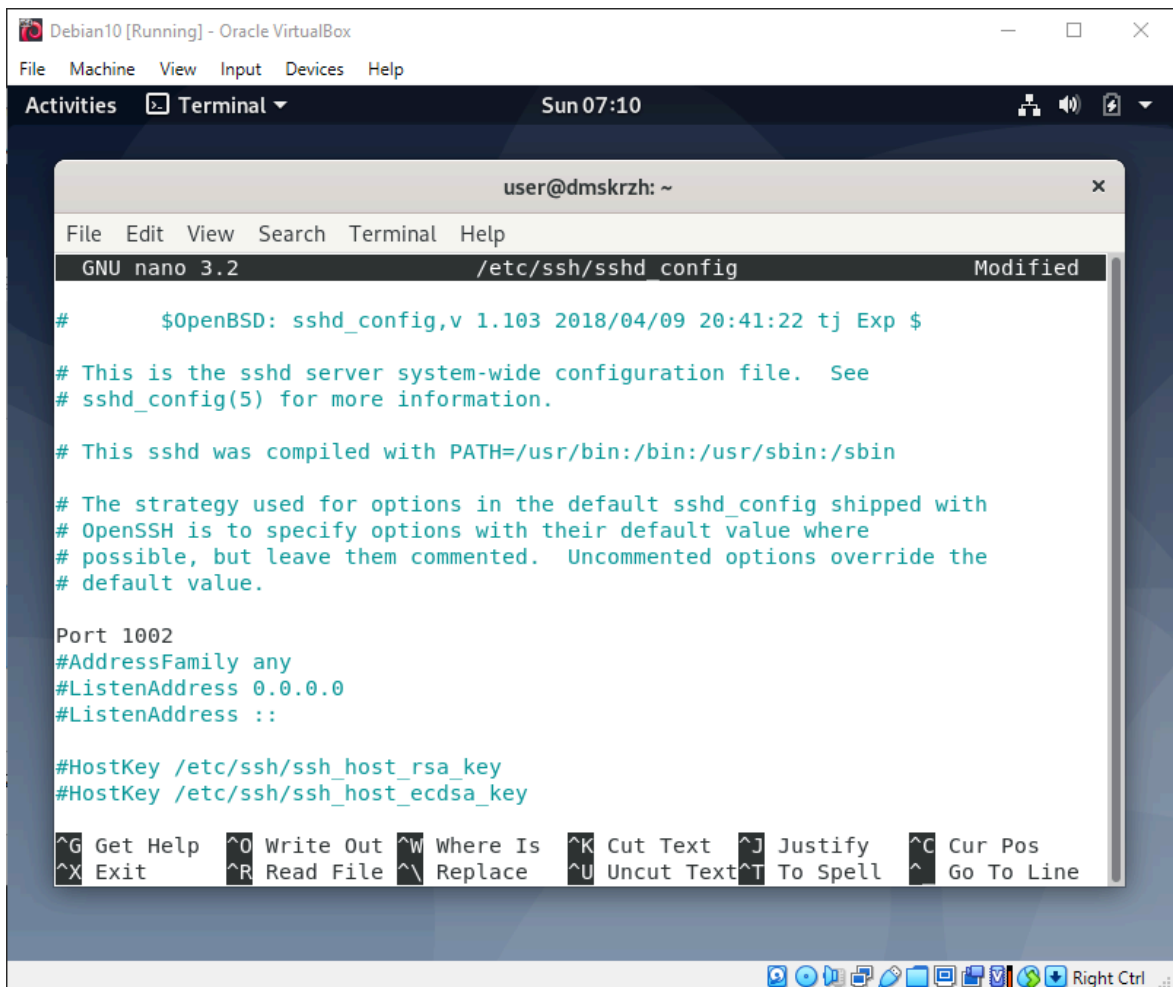 Debian10 [Running] - Oracle VirtualBox
File Machine View Input Devices Help
Activities Terminal Sun 07:10
user@dmskrzh: ~
File Edit View Search Terminal Help
GNU nano 3.2 /etc/ssh/sshd_config Modified
# $OpenBSD: sshd_config,v 1.103 2018/04/09 20:41:22 tj Exp $
# This is the sshd server system-wide configuration file. See
# sshd_config(5) for more information.
# This sshd was compiled with PATH=/usr/bin:/bin:/usr/sbin:/sbin
# The strategy used for options in the default sshd_config shipped with
# OpenSSH is to specify options with their default value where
# possible, but leave them commented. Uncommented options override the
# default value.
Port 1002
#AddressFamily any
#ListenAddress 0.0.0.0
#ListenAddress ::
#HostKey /etc/ssh/ssh_host_rsa_key
#HostKey /etc/ssh/ssh_host_ecdsa_key
^G Get Help ^O Write Out ^W Where Is ^K Cut Text ^J Justify ^C Cur Pos
^X Exit ^R Read File ^\ Replace ^U Uncut Text ^T To Spell ^_ Go To Line
Right Ctrl